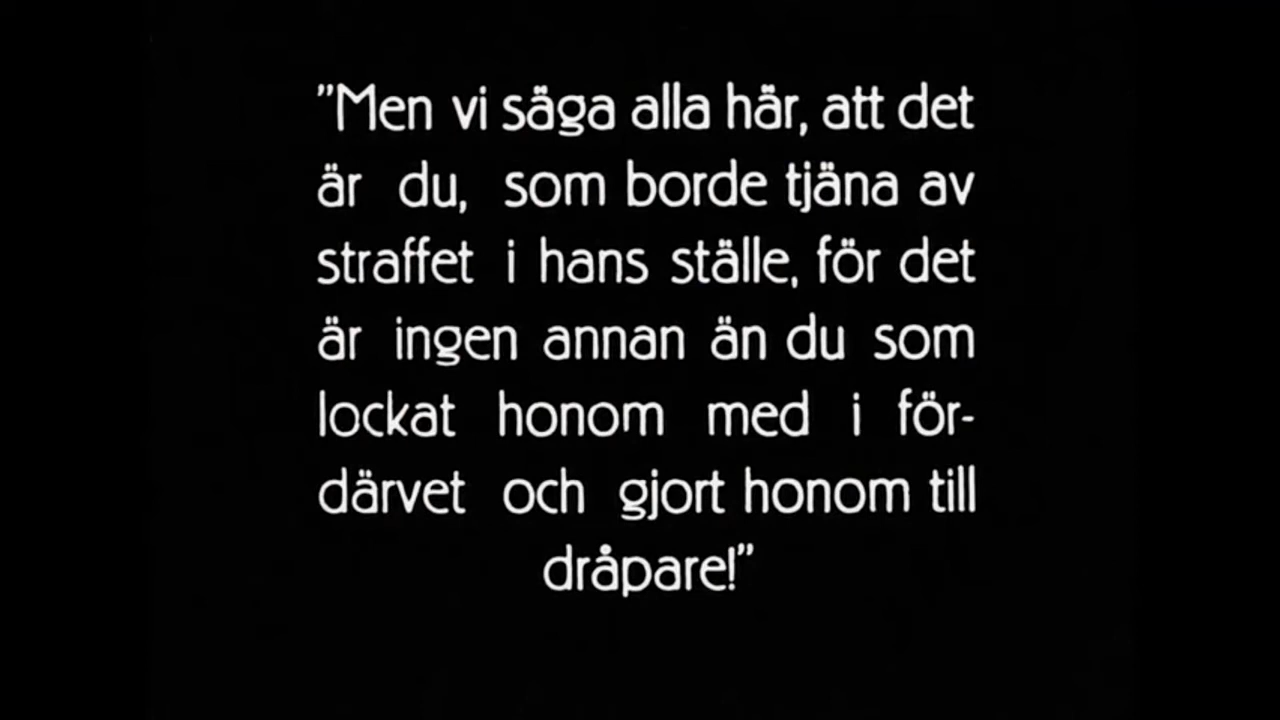 ”Men vi säga alla här, att det
är du, som borde tjäna av
straffet i hans ställe, för det
är ingen annan än du som
lockat honom med i för-
därvet och gjort honom till
dråpare!”